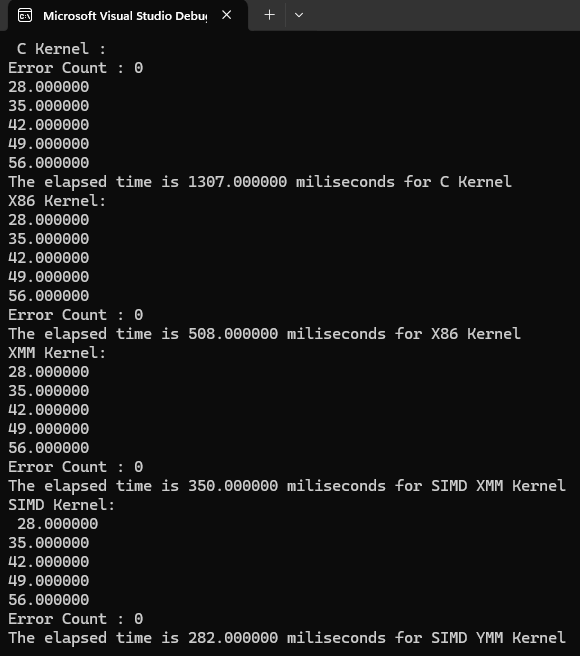 Microsoft Visual Studio Debu
C Kernel :
Error Count : 0
28.000000
35.000000
42.000000
49.000000
56.000000
The elapsed time is 1307.000000 miliseconds for C Kernel
X86 Kernel:
28.000000
35.000000
42.000000
49.000000
56.000000
Error Count : 0
The elapsed time is 508.000000 miliseconds for X86 Kernel
XMM Kernel:
28.000000
35.000000
42.000000
49.000000
56.000000
Error Count : 0
The elapsed time is 350.000000 miliseconds for SIMD XMM Kernel
SIMD Kernel:
28.000000
35.000000
42.000000
49.000000
56.000000
Error Count : 0
The elapsed time is 282.000000 miliseconds for SIMD YMM Kernel